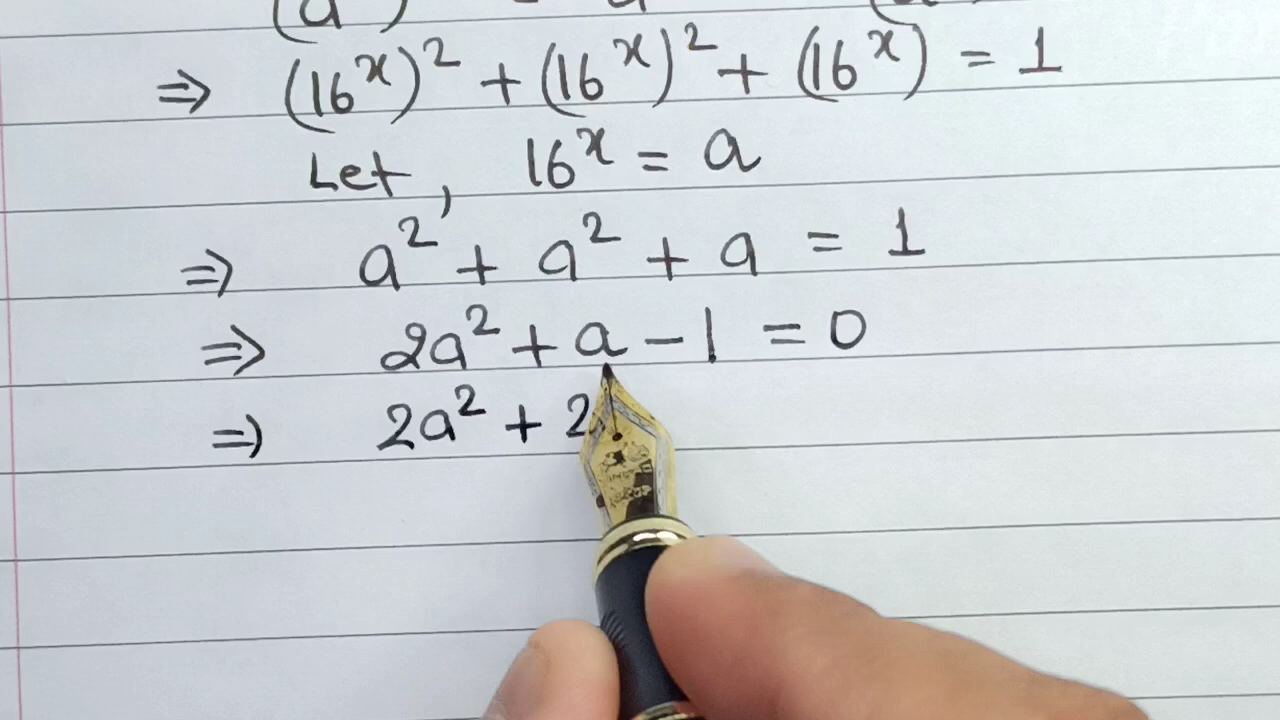 ⇒ (16^x)^2 + (16^x)^2 + (16^x) = 1
Let, 16^x = a
⇒ a^2 + a^2 + a = 1
⇒ 2a^2 + a - 1 = 0
⇒ 2a^2 + 2